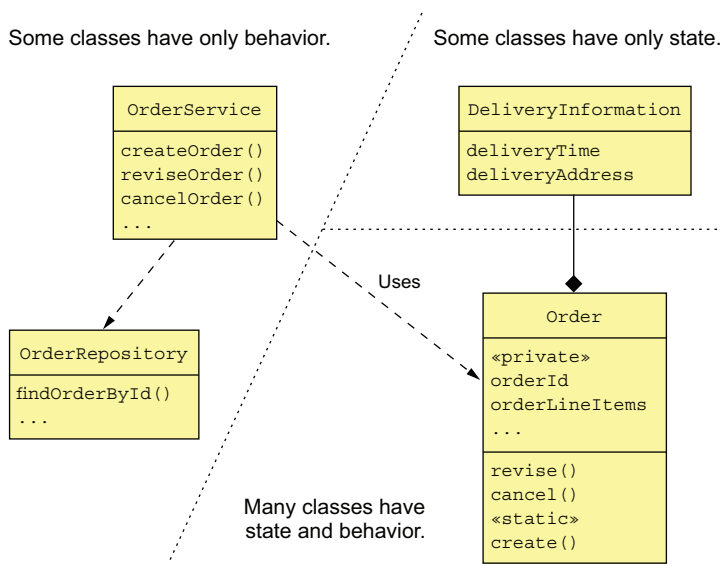 Some classes have only behavior.
Some classes have only state.
OrderService
createOrder()
reviseOrder()
cancelOrder()
...
DeliveryInformation
deliveryTime
deliveryAddress
Uses
OrderRepository
findOrderById()
...
Order
«private»
orderId
orderLineItems
...
revise()
cancel()
«static»
create()
Many classes have
state and behavior.